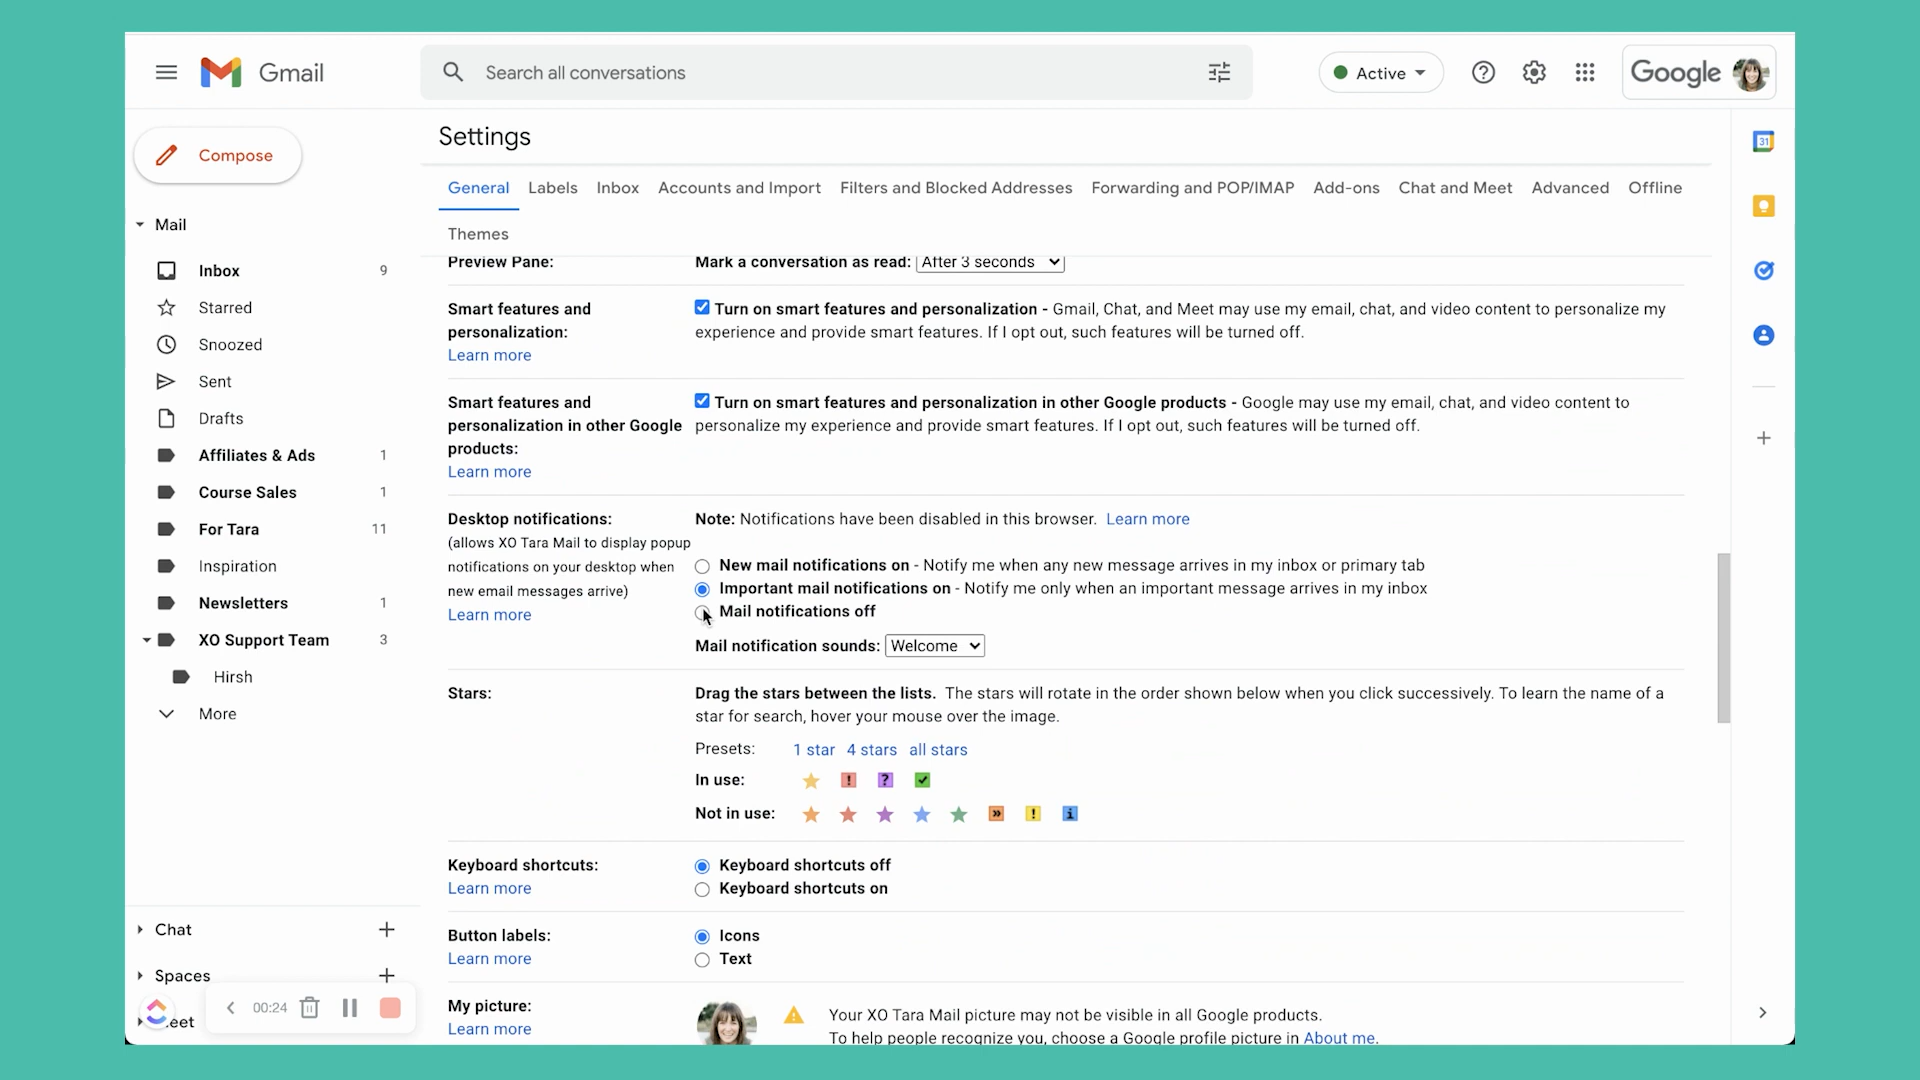 Gmail
Search all conversations
Active
Google
Compose
Settings
General Labels Inbox Accounts and Import Filters and Blocked Addresses Forwarding and POP/IMAP Add-ons Chat and Meet Advanced Offline
Themes
Mail
Inbox 9
Starred
Snoozed
Sent
Drafts
Affiliates & Ads 1
Course Sales 1
For Tara 11
Inspiration
Newsletters 1
XO Support Team 3
Hirsh
More
Chat
Spaces
eet
00:24
Preview Pane:
Mark a conversation as read: After 3 seconds
Smart features and
personalization:
Learn more
Turn on smart features and personalization - Gmail, Chat, and Meet may use my email, chat, and video content to personalize my
experience and provide smart features. If I opt out, such features will be turned off.
Smart features and
personalization in other Google
products:
Learn more
Turn on smart features and personalization in other Google products - Google may use my email, chat, and video content to
personalize my experience and provide smart features. If I opt out, such features will be turned off.
Desktop notifications:
(allows XO Tara Mail to display popup
notifications on your desktop when
new email messages arrive)
Learn more
Note: Notifications have been disabled in this browser. Learn more
New mail notifications on - Notify me when any new message arrives in my inbox or primary tab
Important mail notifications on - Notify me only when an important message arrives in my inbox
Mail notifications off
Mail notification sounds: Welcome
Stars:
Drag the stars between the lists. The stars will rotate in the order shown below when you click successively. To learn the name of a
star for search, hover your mouse over the image.
Presets: 1 star 4 stars all stars
In use: ! ?
Not in use: » ! i
Keyboard shortcuts:
Learn more
Keyboard shortcuts off
Keyboard shortcuts on
Button labels:
Learn more
Icons
Text
My picture:
Learn more
Your XO Tara Mail picture may not be visible in all Google products.
To help people recognize you, choose a Google profile picture in About me.
31